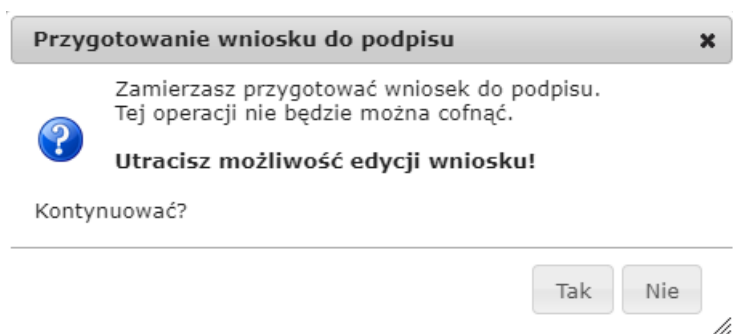 Przygotowanie wniosku do podpisu
Zamierzasz przygotować wniosek do podpisu.
Tej operacji nie będzie można cofnąć.
Utracisz możliwość edycji wniosku!
Kontynuować?
Tak Nie